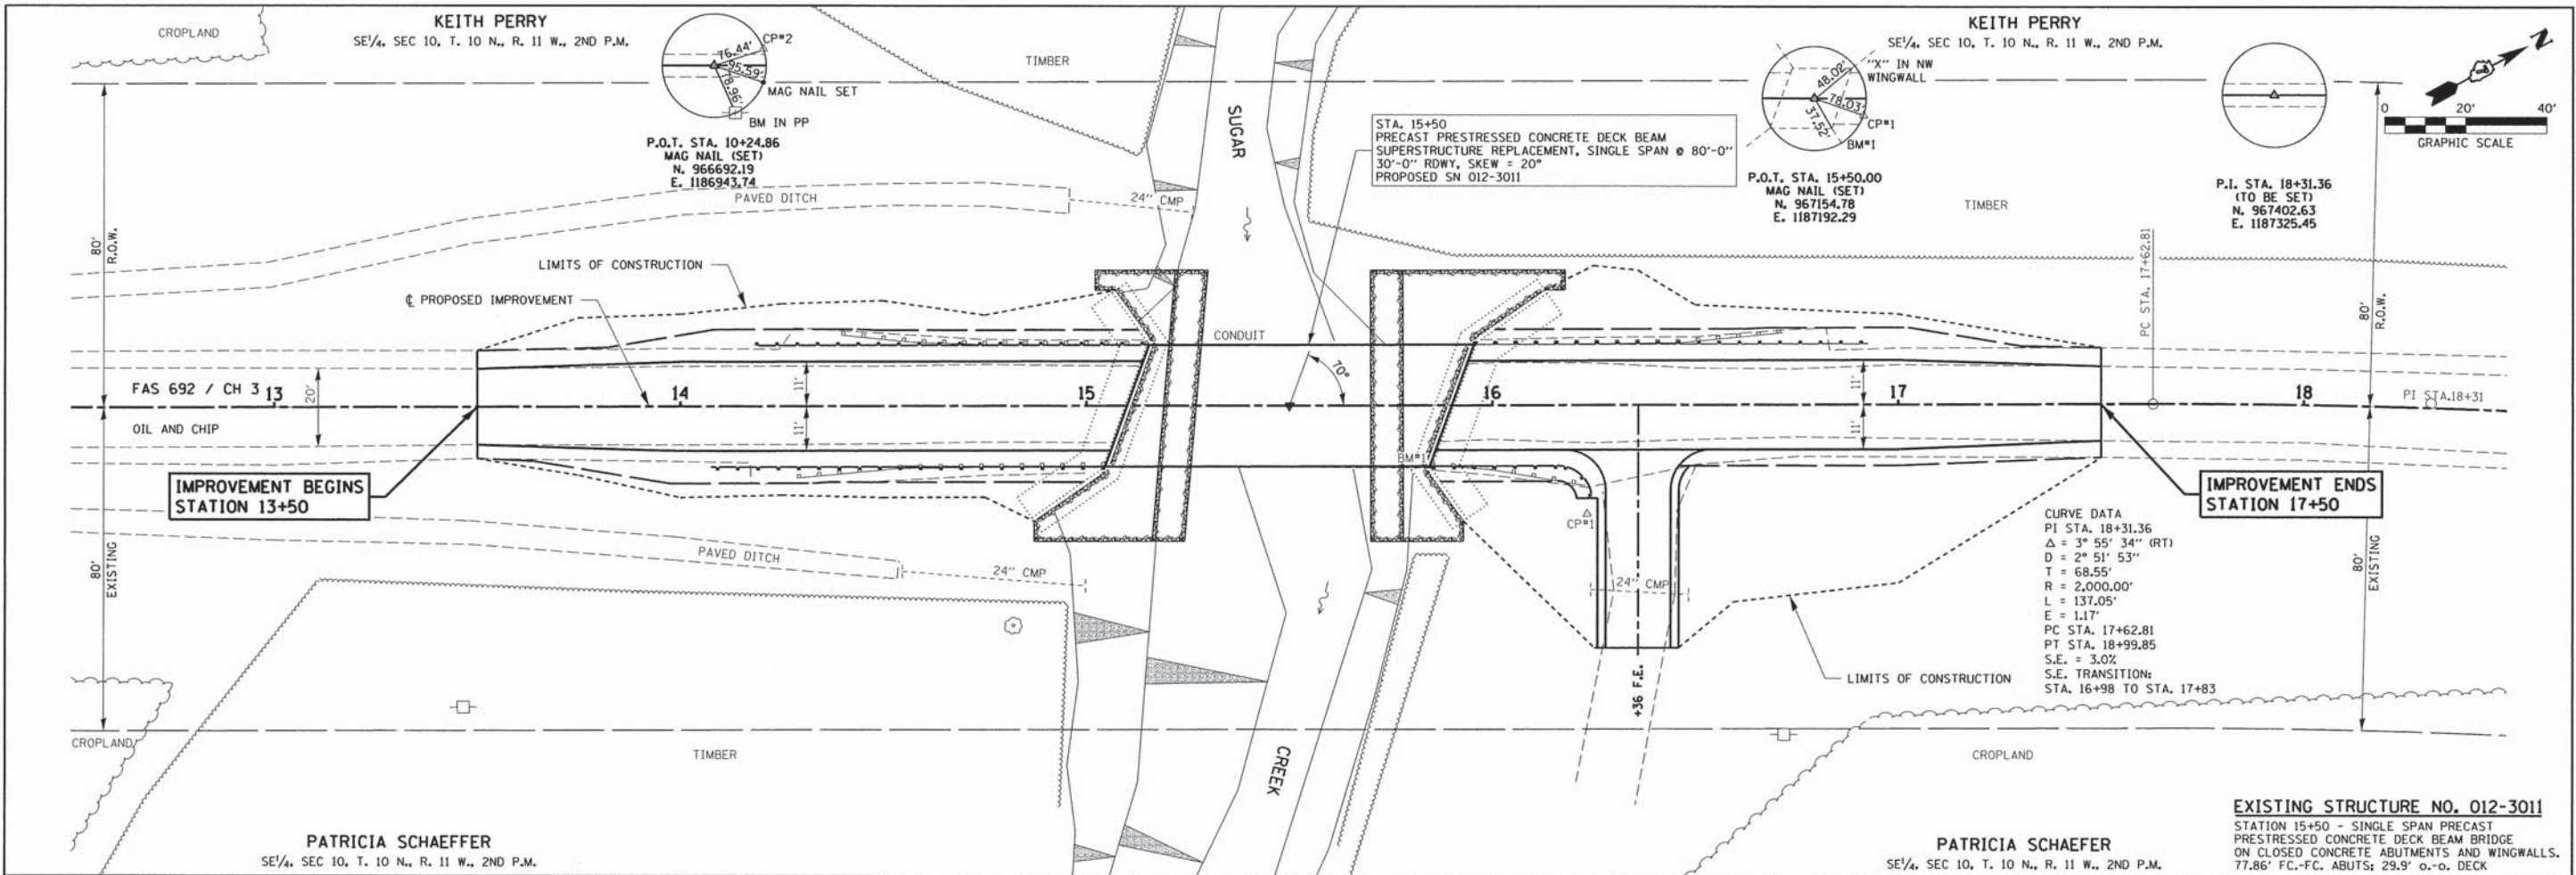 CROPLAND
KEITH PERRY
SE¼, SEC 10, T. 10 N., R. 11 W., 2ND P.M.
76.44'
CP#2
95.59'
78.96'
MAG NAIL SET
BM IN PP
P.O.T. STA. 10+24.86
MAG NAIL (SET)
N. 966692.19
E. 1186943.74
TIMBER
SUGAR
STA. 15+50
PRECAST PRESTRESSED CONCRETE DECK BEAM
SUPERSTRUCTURE REPLACEMENT, SINGLE SPAN @ 80'-0"
30'-0" RDWY, SKEW = 20°
PROPOSED SN 012-3011
KEITH PERRY
SE¼, SEC 10, T. 10 N., R. 11 W., 2ND P.M.
48.02'
"X" IN NW
WINGWALL
78.03'
37.52'
CP#1
BM#1
P.O.T. STA. 15+50.00
MAG NAIL (SET)
N. 967154.78
E. 1187192.29
TIMBER
P.I. STA. 18+31.36
(TO BE SET)
N. 967402.63
E. 1187325.45
N
0 20' 40'
GRAPHIC SCALE
80'
R.O.W.
PAVED DITCH
24" CMP
LIMITS OF CONSTRUCTION
℄ PROPOSED IMPROVEMENT
CONDUIT
70°
PC STA. 17+62.81
80'
R.O.W.
FAS 692 / CH 3
13
20'
14
11'
11'
15
16
17
11'
11'
18
PI STA.18+31
OIL AND CHIP
BM#1
IMPROVEMENT BEGINS
STATION 13+50
CP#1
IMPROVEMENT ENDS
STATION 17+50
80'
EXISTING
PAVED DITCH
24" CMP
24" CMP
+36 F.E.
LIMITS OF CONSTRUCTION
CURVE DATA
PI STA. 18+31.36
Δ = 3° 55' 34" (RT)
D = 2° 51' 53"
T = 68.55'
R = 2,000.00'
L = 137.05'
E = 1.17'
PC STA. 17+62.81
PT STA. 18+99.85
S.E. = 3.0%
S.E. TRANSITION:
STA. 16+98 TO STA. 17+83
80'
EXISTING
CROPLAND
TIMBER
CREEK
CROPLAND
PATRICIA SCHAEFFER
SE¼, SEC 10, T. 10 N., R. 11 W., 2ND P.M.
PATRICIA SCHAEFER
SE¼, SEC 10, T. 10 N., R. 11 W., 2ND P.M.
EXISTING STRUCTURE NO. 012-3011
STATION 15+50 - SINGLE SPAN PRECAST
PRESTRESSED CONCRETE DECK BEAM BRIDGE
ON CLOSED CONCRETE ABUTMENTS AND WINGWALLS.
77.86' FC.-FC. ABUTS; 29.9' o.-o. DECK